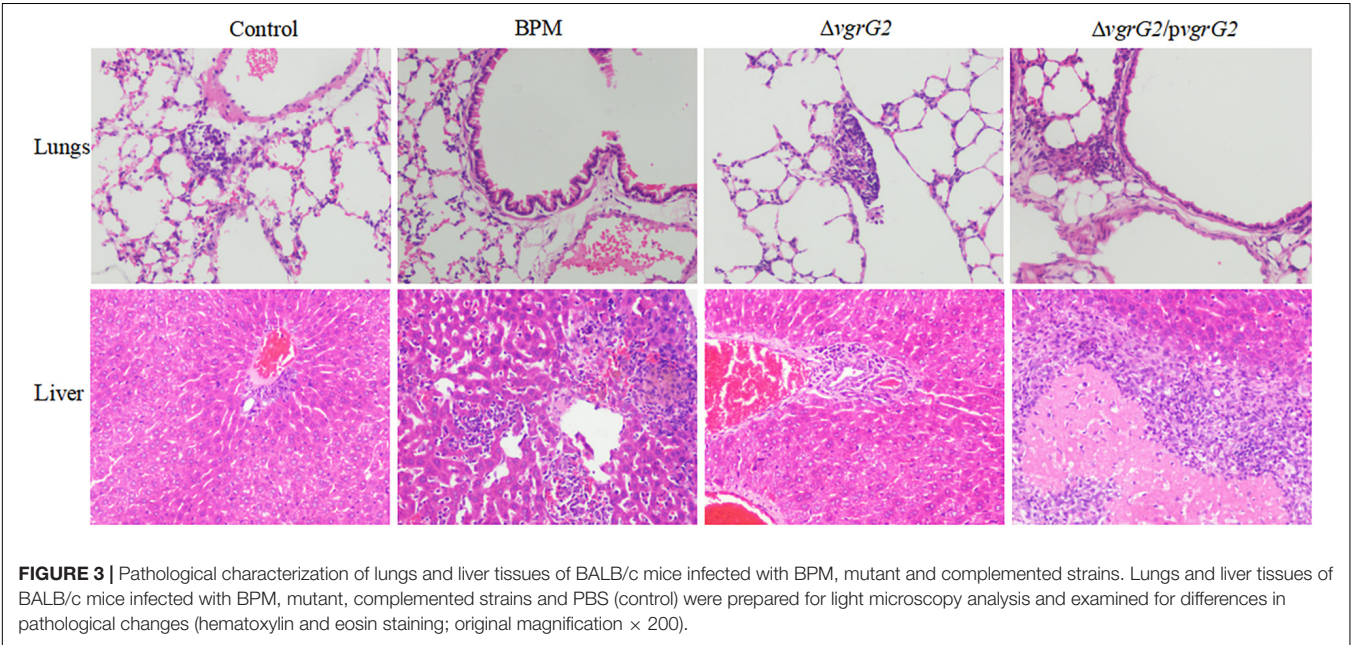 Control BPM ΔvgrG2 ΔvgrG2/pvgrG2
Lungs
Liver
FIGURE 3 | Pathological characterization of lungs and liver tissues of BALB/c mice infected with BPM, mutant and complemented strains. Lungs and liver tissues of
BALB/c mice infected with BPM, mutant, complemented strains and PBS (control) were prepared for light microscopy analysis and examined for differences in
pathological changes (hematoxylin and eosin staining; original magnification × 200).